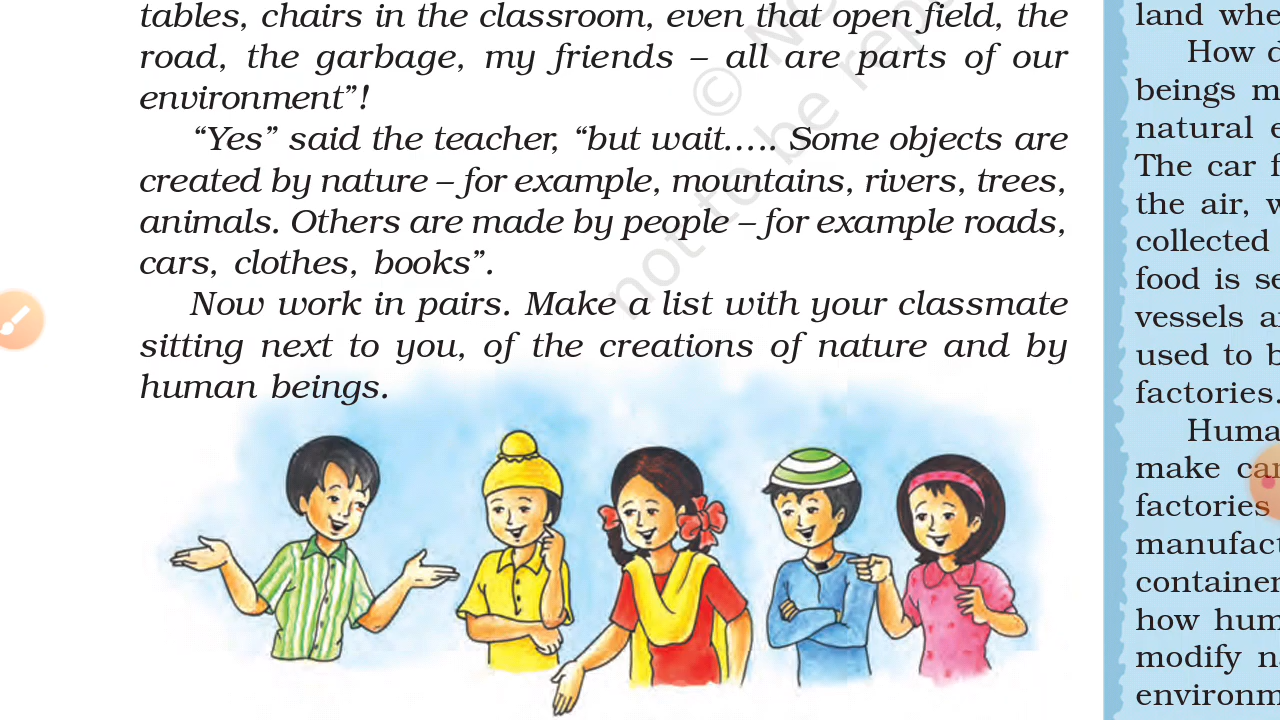 tables, chairs in the classroom, even that open field, the
road, the garbage, my friends – all are parts of our
environment”!
“Yes” said the teacher, “but wait..... Some objects are
created by nature – for example, mountains, rivers, trees,
animals. Others are made by people – for example roads,
cars, clothes, books”.
Now work in pairs. Make a list with your classmate
sitting next to you, of the creations of nature and by
human beings.
© N
not to be rep
land whe
How d
beings m
natural e
The car f
the air, w
collected
food is se
vessels a
used to b
factories.
Huma
make car
factories
manufact
container
how hum
modify n
environm